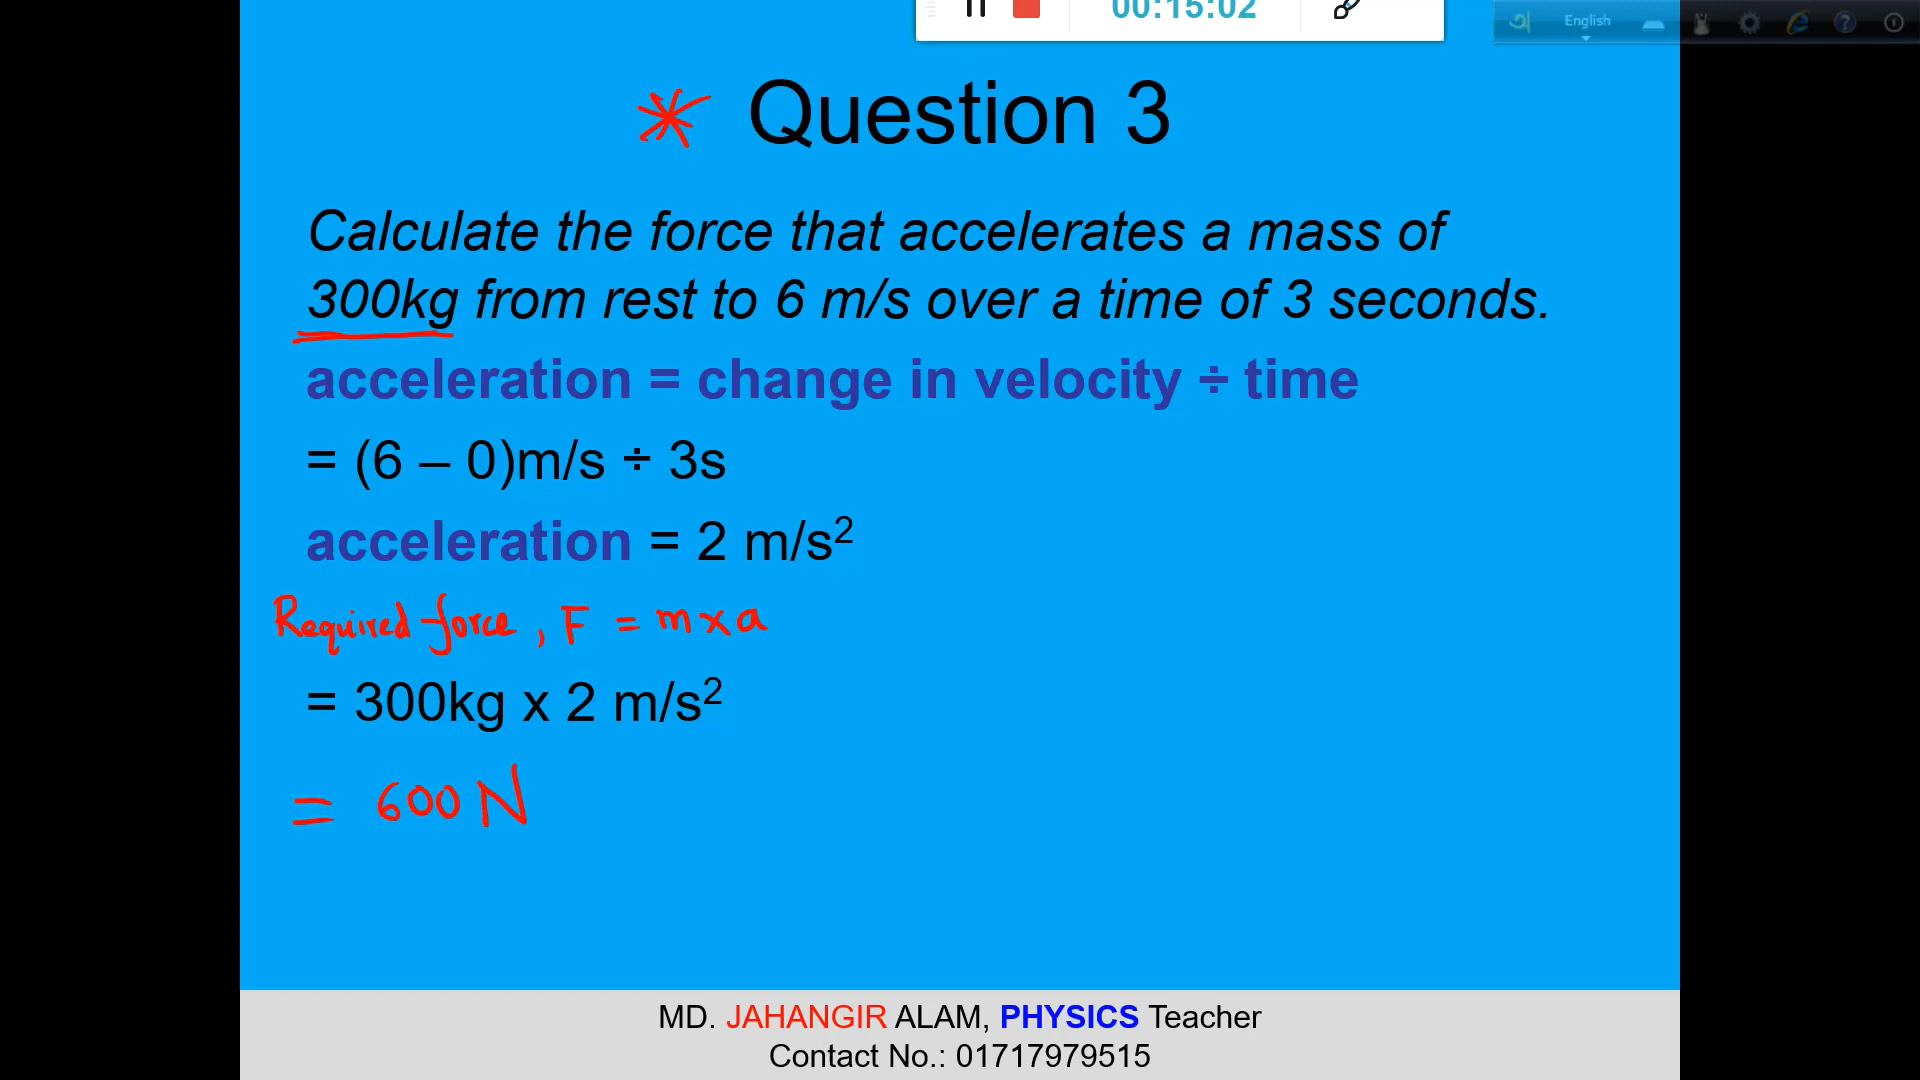 00:15:02
English
* Question 3
Calculate the force that accelerates a mass of
300kg from rest to 6 m/s over a time of 3 seconds.
acceleration = change in velocity ÷ time
= (6 – 0)m/s ÷ 3s
acceleration = 2 m/s²
Required force, F = m x a
= 300kg x 2 m/s²
= 600 N
MD. JAHANGIR ALAM, PHYSICS Teacher
Contact No.: 01717979515